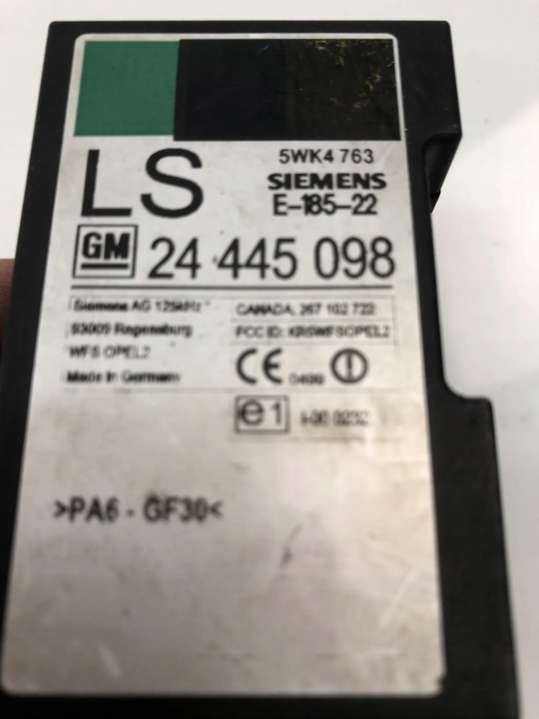 LS
5WK4 763
SIEMENS
E-185-22
GM 24 445 098
Siemens AG 125kHz
93009 Regensburg
WFS OPEL2
Made in Germany
CANADA: 267 102 722
FCC ID: KR5WFSOPEL2
CE 0499
e1
>PA6 - GF30<